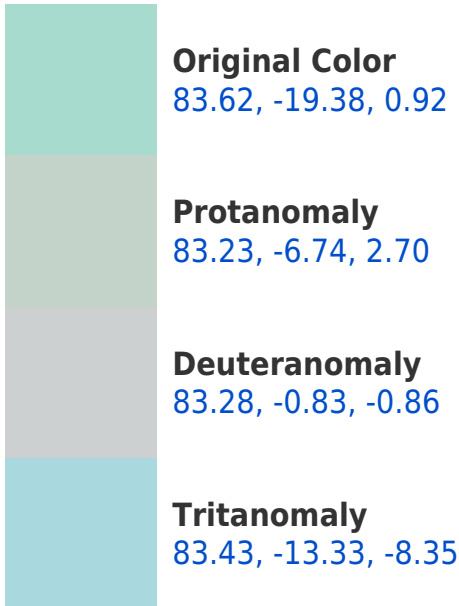 Original Color
83.62, -19.38, 0.92
Protanomaly
83.23, -6.74, 2.70
Deuteranomaly
83.28, -0.83, -0.86
Tritanomaly
83.43, -13.33, -8.35